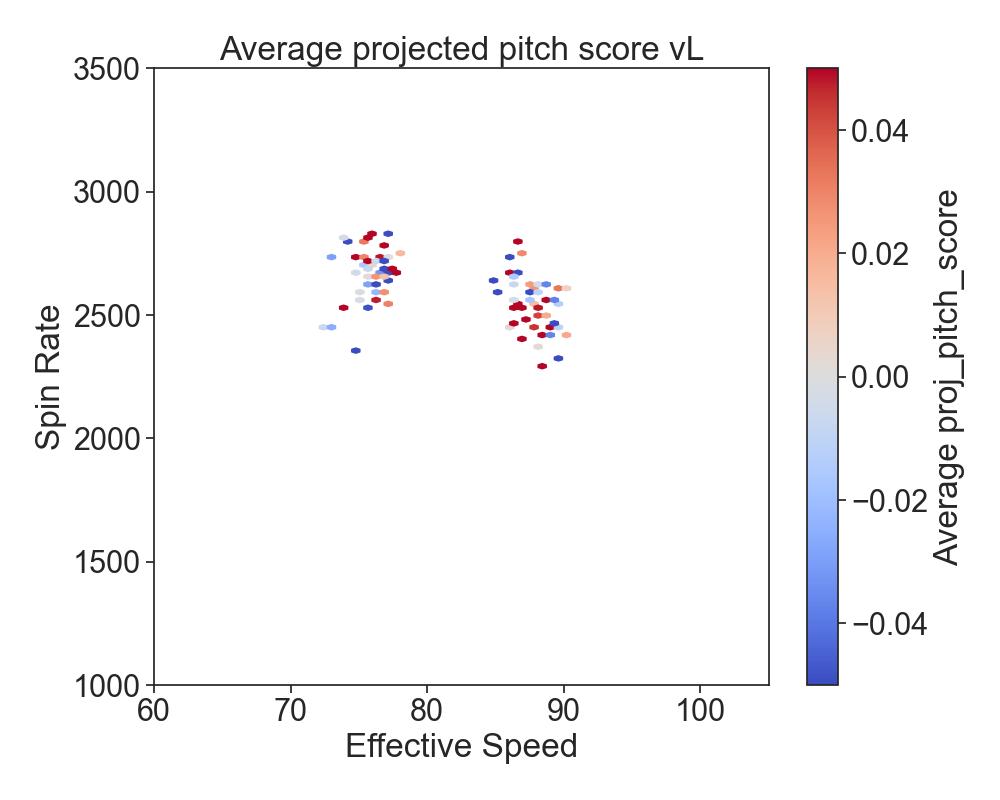 Average projected pitch score vL
3500
3000
2500
2000
1500
1000
Spin Rate
60 70 80 90 100
Effective Speed
0.04
0.02
0.00
−0.02
−0.04
Average proj_pitch_score